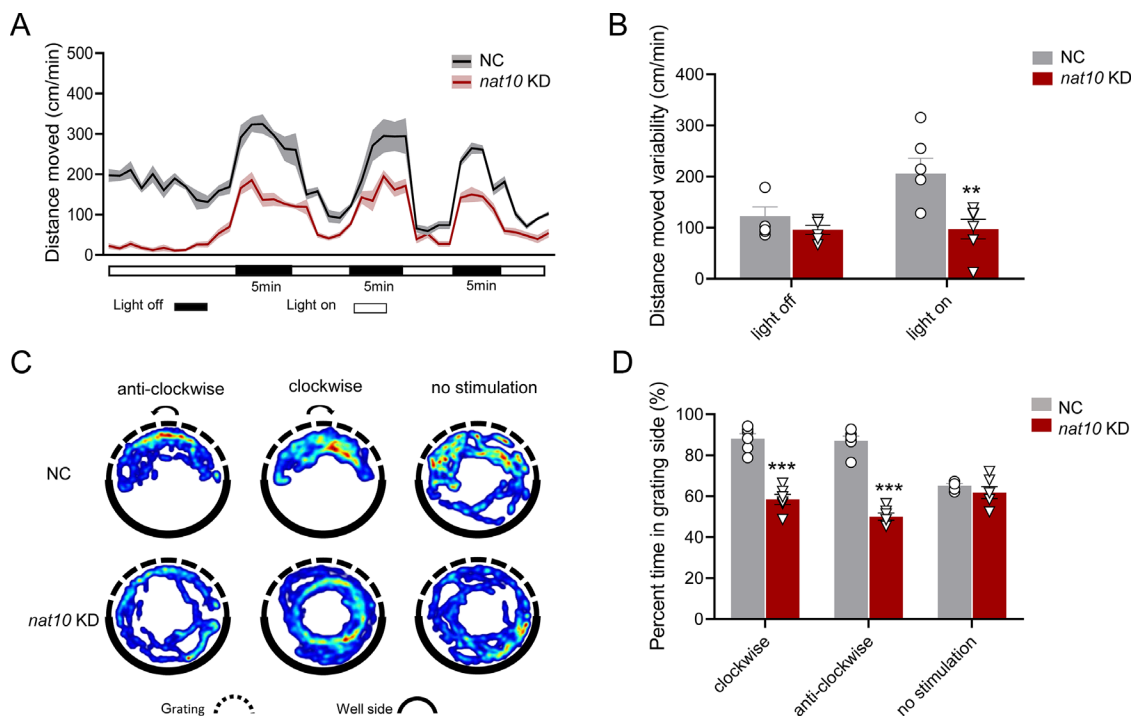 A
Distance moved (cm/min)
500
400
300
200
100
0
NC
nat10 KD
5min
5min
5min
Light off
Light on
B
Distance moved variability (cm/min)
400
300
200
100
0
NC
nat10 KD
**
light off
light on
C
anti-clockwise
clockwise
no stimulation
NC
nat10 KD
Grating
Well side
D
Percent time in grating side (%)
100
80
60
40
20
0
NC
nat10 KD
***
***
clockwise
anti-clockwise
no stimulation